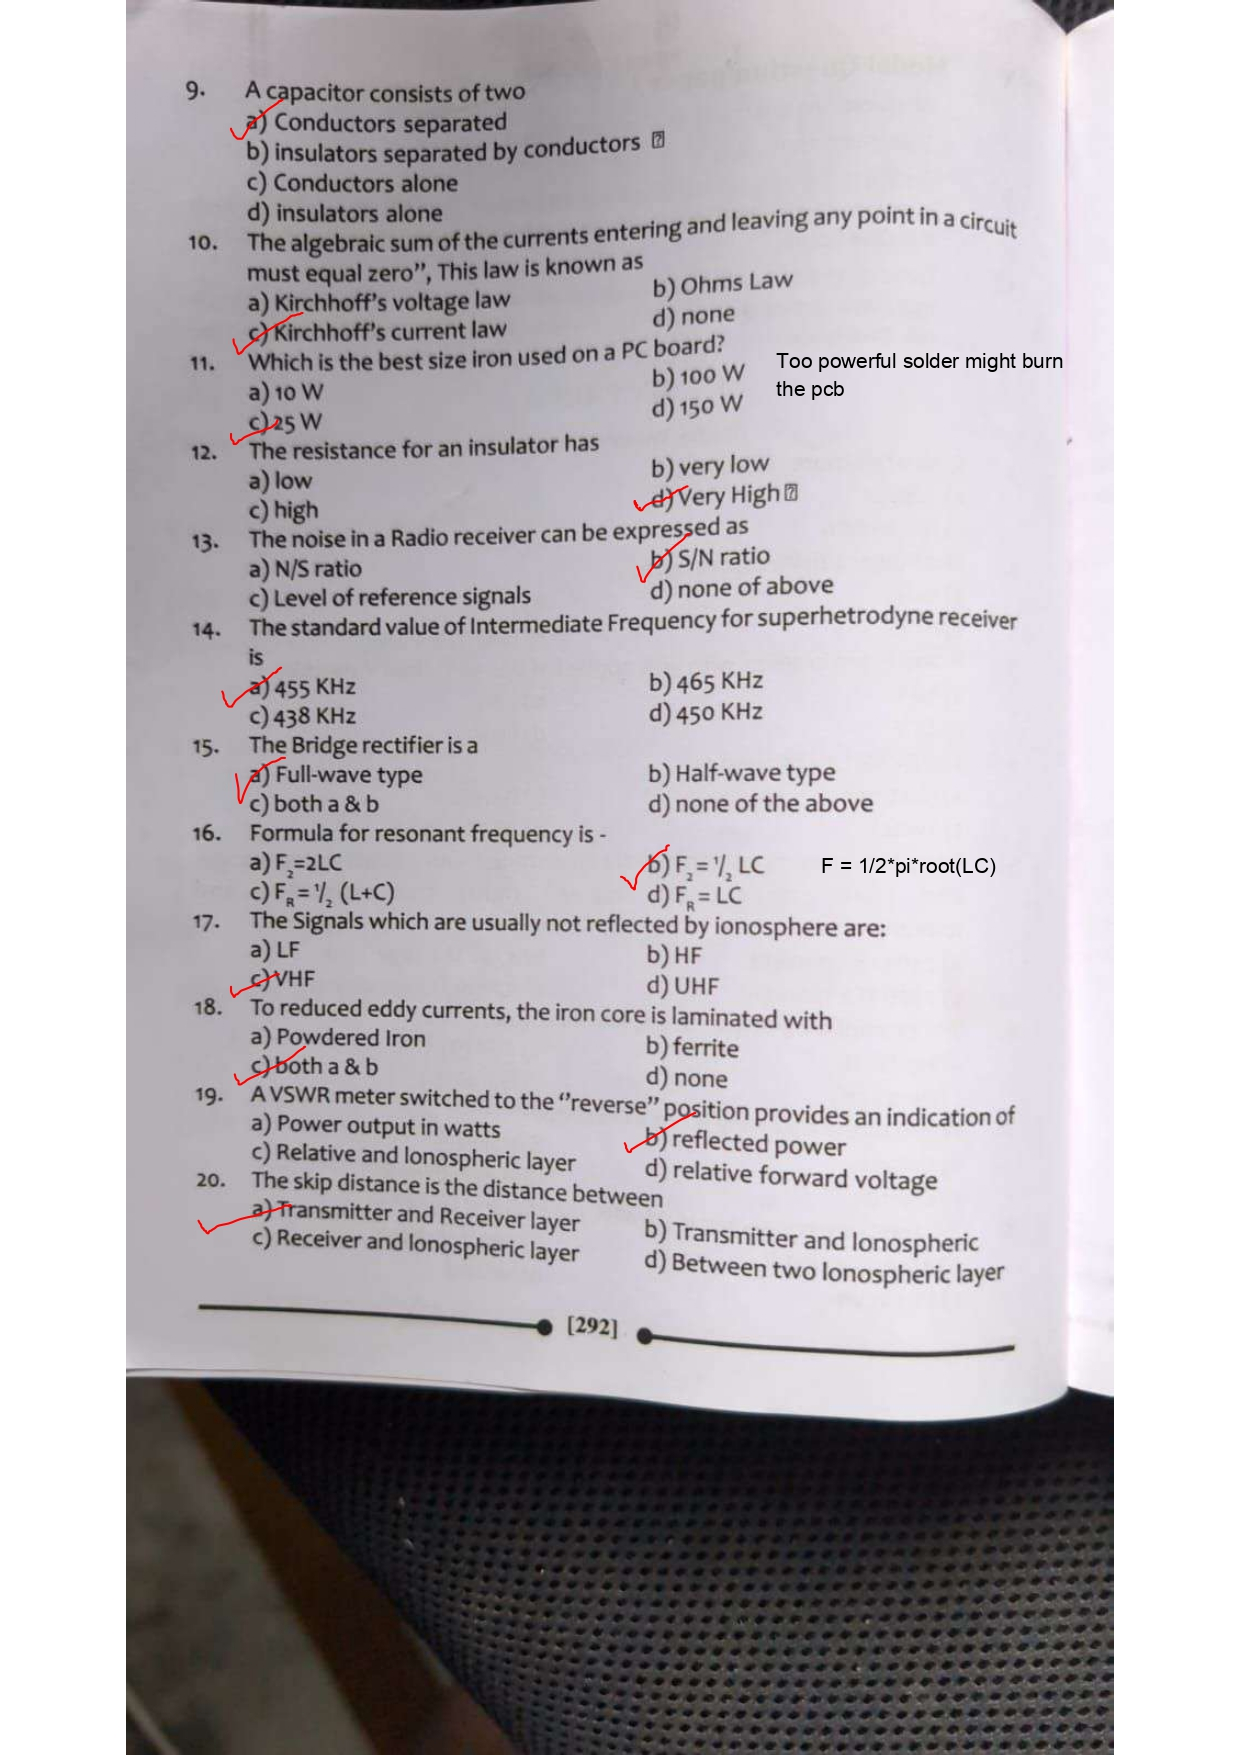 9. A capacitor consists of two
a) Conductors separated
b) insulators separated by conductors
c) Conductors alone
d) insulators alone
10. The algebraic sum of the currents entering and leaving any point in a circuit
must equal zero”, This law is known as
a) Kirchhoff’s voltage law b) Ohms Law
c) Kirchhoff’s current law d) none
11. Which is the best size iron used on a PC board?
a) 10 W b) 100 W
c) 25 W d) 150 W
Too powerful solder might burn
the pcb
12. The resistance for an insulator has
a) low b) very low
c) high d) Very High
13. The noise in a Radio receiver can be expressed as
a) N/S ratio b) S/N ratio
c) Level of reference signals d) none of above
14. The standard value of Intermediate Frequency for superhetrodyne receiver
is
a) 455 KHz b) 465 KHz
c) 438 KHz d) 450 KHz
15. The Bridge rectifier is a
a) Full-wave type b) Half-wave type
c) both a & b d) none of the above
16. Formula for resonant frequency is -
a) F₂=2LC b) F₂ = ¹/₂ LC F = 1/2*pi*root(LC)
c) F_R = ¹/₂ (L+C) d) F_R = LC
17. The Signals which are usually not reflected by ionosphere are:
a) LF b) HF
c) VHF d) UHF
18. To reduced eddy currents, the iron core is laminated with
a) Powdered Iron b) ferrite
c) both a & b d) none
19. A VSWR meter switched to the ‘’reverse’’ position provides an indication of
a) Power output in watts b) reflected power
c) Relative and Ionospheric layer d) relative forward voltage
20. The skip distance is the distance between
a) Transmitter and Receiver layer b) Transmitter and Ionospheric
c) Receiver and Ionospheric layer d) Between two Ionospheric layer
[292]